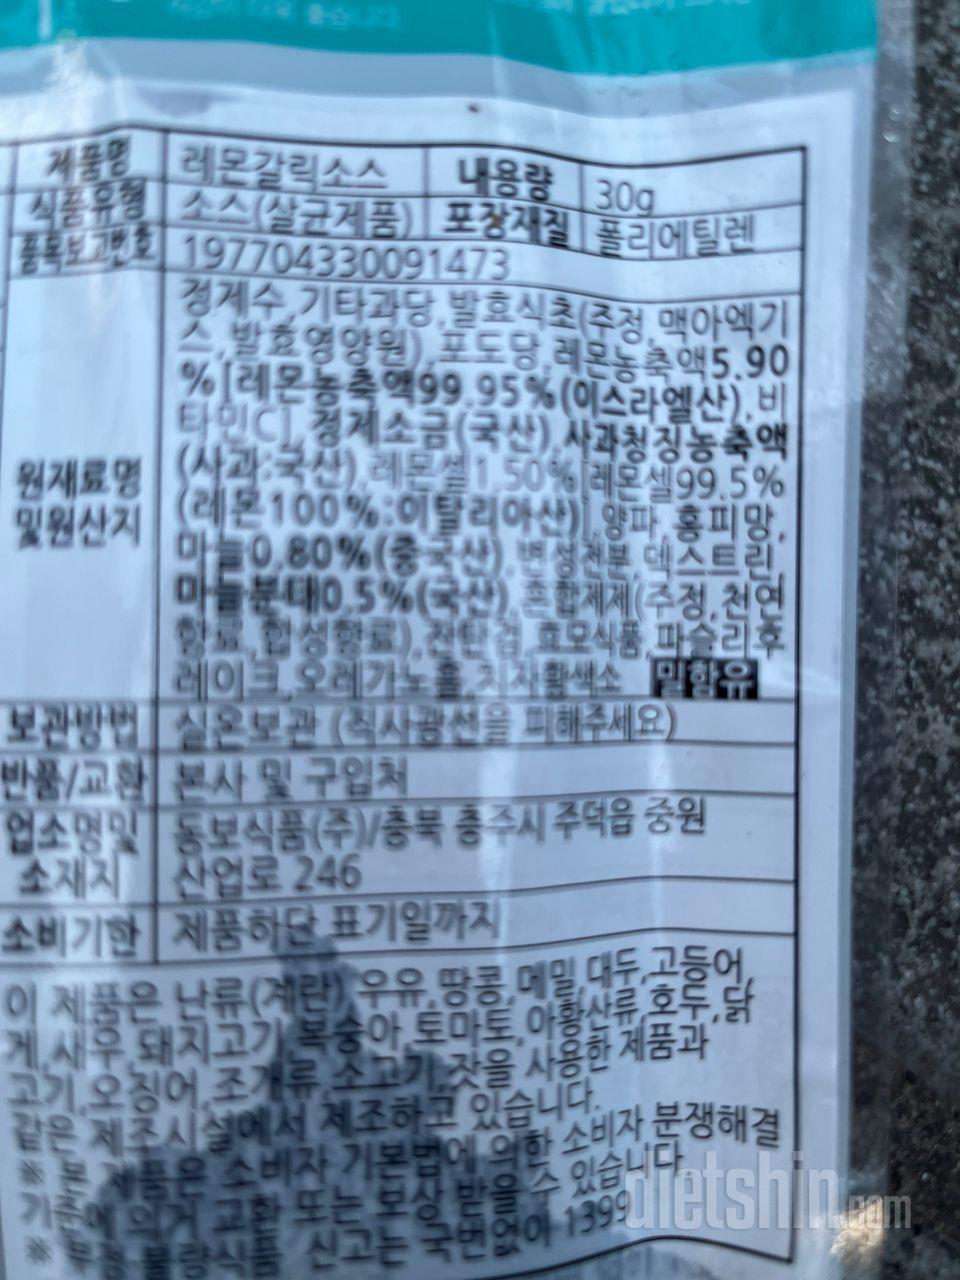 제품명 레몬갈릭소스 내용량 30g
식품유형 소스(살균제품) 포장재질 폴리에틸렌
품목보고번호 197704330091473
정제수,기타과당,발효식초(주정,맥아엑기
스,발효영양원),포도당,레몬농축액5.90
%[레몬농축액99.95%(이스라엘산),비
타민C],정제소금(국산),사과청징농축액
원재료명 (사과:국산),레몬셀1.50%[레몬셀99.5%
및원산지 (레몬100%:이탈리아산)],양파,홍피망,
마늘0.80%(중국산),변성전분,덱스트린,
마늘분태0.5%(국산),혼합제제(주정,천연
향료,합성향료),잔탄검,효모식품,파슬리후
레이크,오레가노홀,치자황색소 밀함유
보관방법 실온보관 (직사광선을 피해주세요)
반품/교환 본사 및 구입처
업소명및 동보식품(주)/충북 충주시 주덕읍 중원
소재지 산업로 246
소비기한 제품하단 표기일까지
이 제품은 난류(계란),우유,땅콩,메밀,대두,고등어,
게,새우,돼지고기,복숭아,토마토,아황산류,호두,닭
고기,오징어,조개류,소고기,잣을 사용한 제품과
같은 제조시설에서 제조하고 있습니다.
※ 본 제품은 소비자 기본법에 의한 소비자 분쟁해결
기준에 의거 교환 또는 보상 받을 수 있습니다.
※ 부정·불량식품 신고는 국번없이 1399
dietshin.com